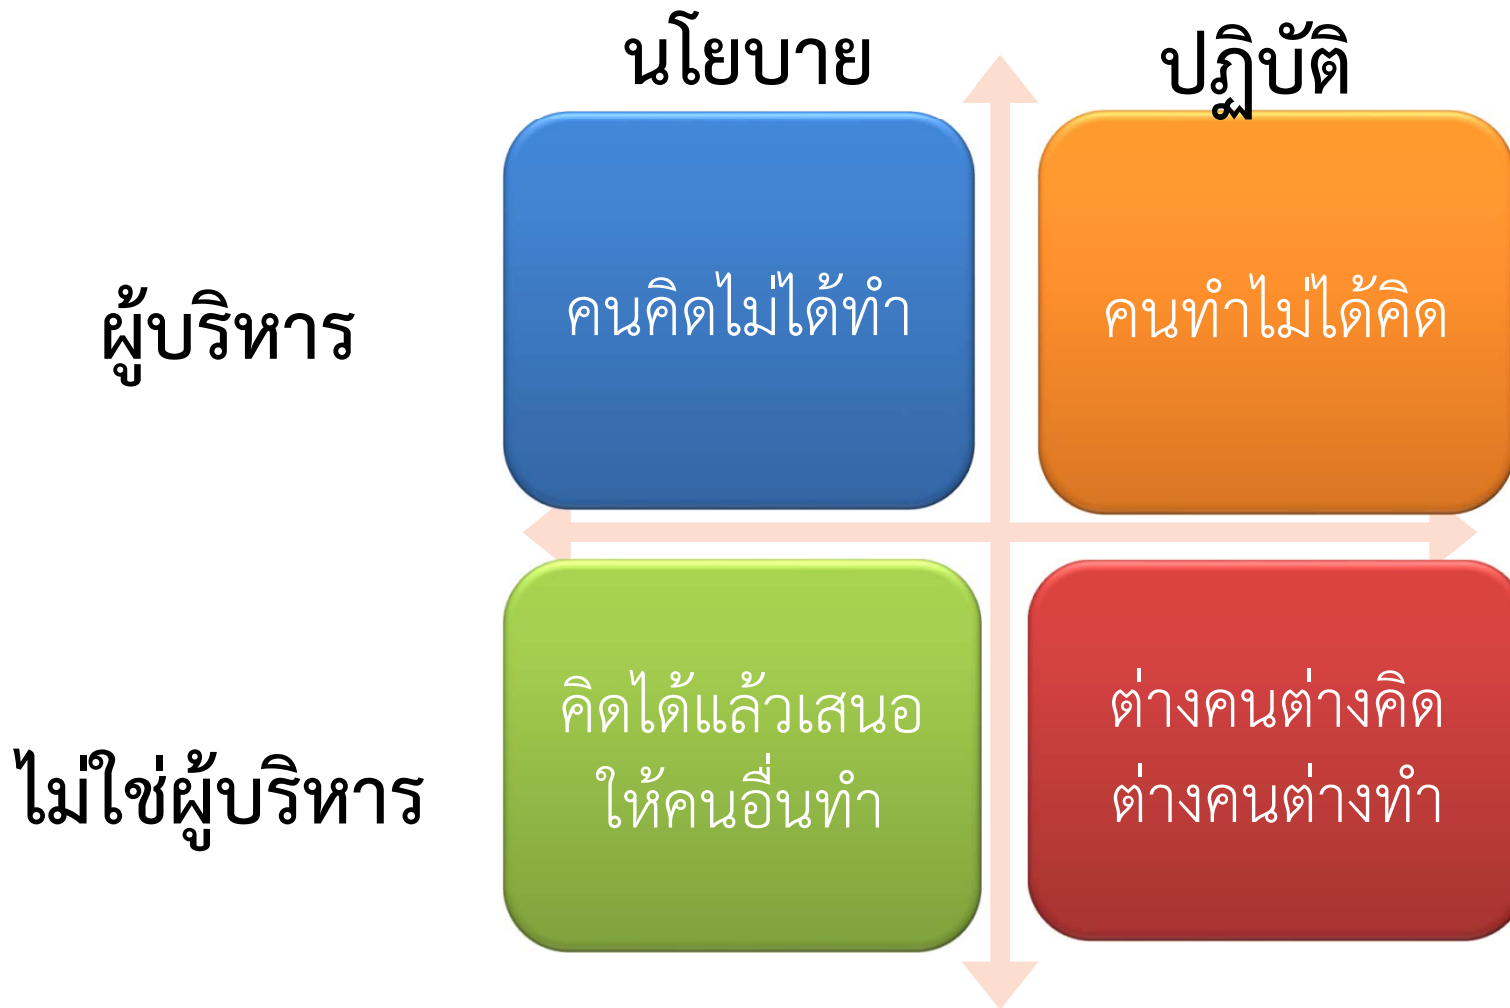 นโยบาย
ปฏิบัติ
ผู้บริหาร
คนคิดไม่ได้ทำ
คนทำไม่ได้คิด
ไม่ใช่ผู้บริหาร
คิดได้แล้วเสนอ
ให้คนอื่นทำ
ต่างคนต่างคิด
ต่างคนต่างทำ